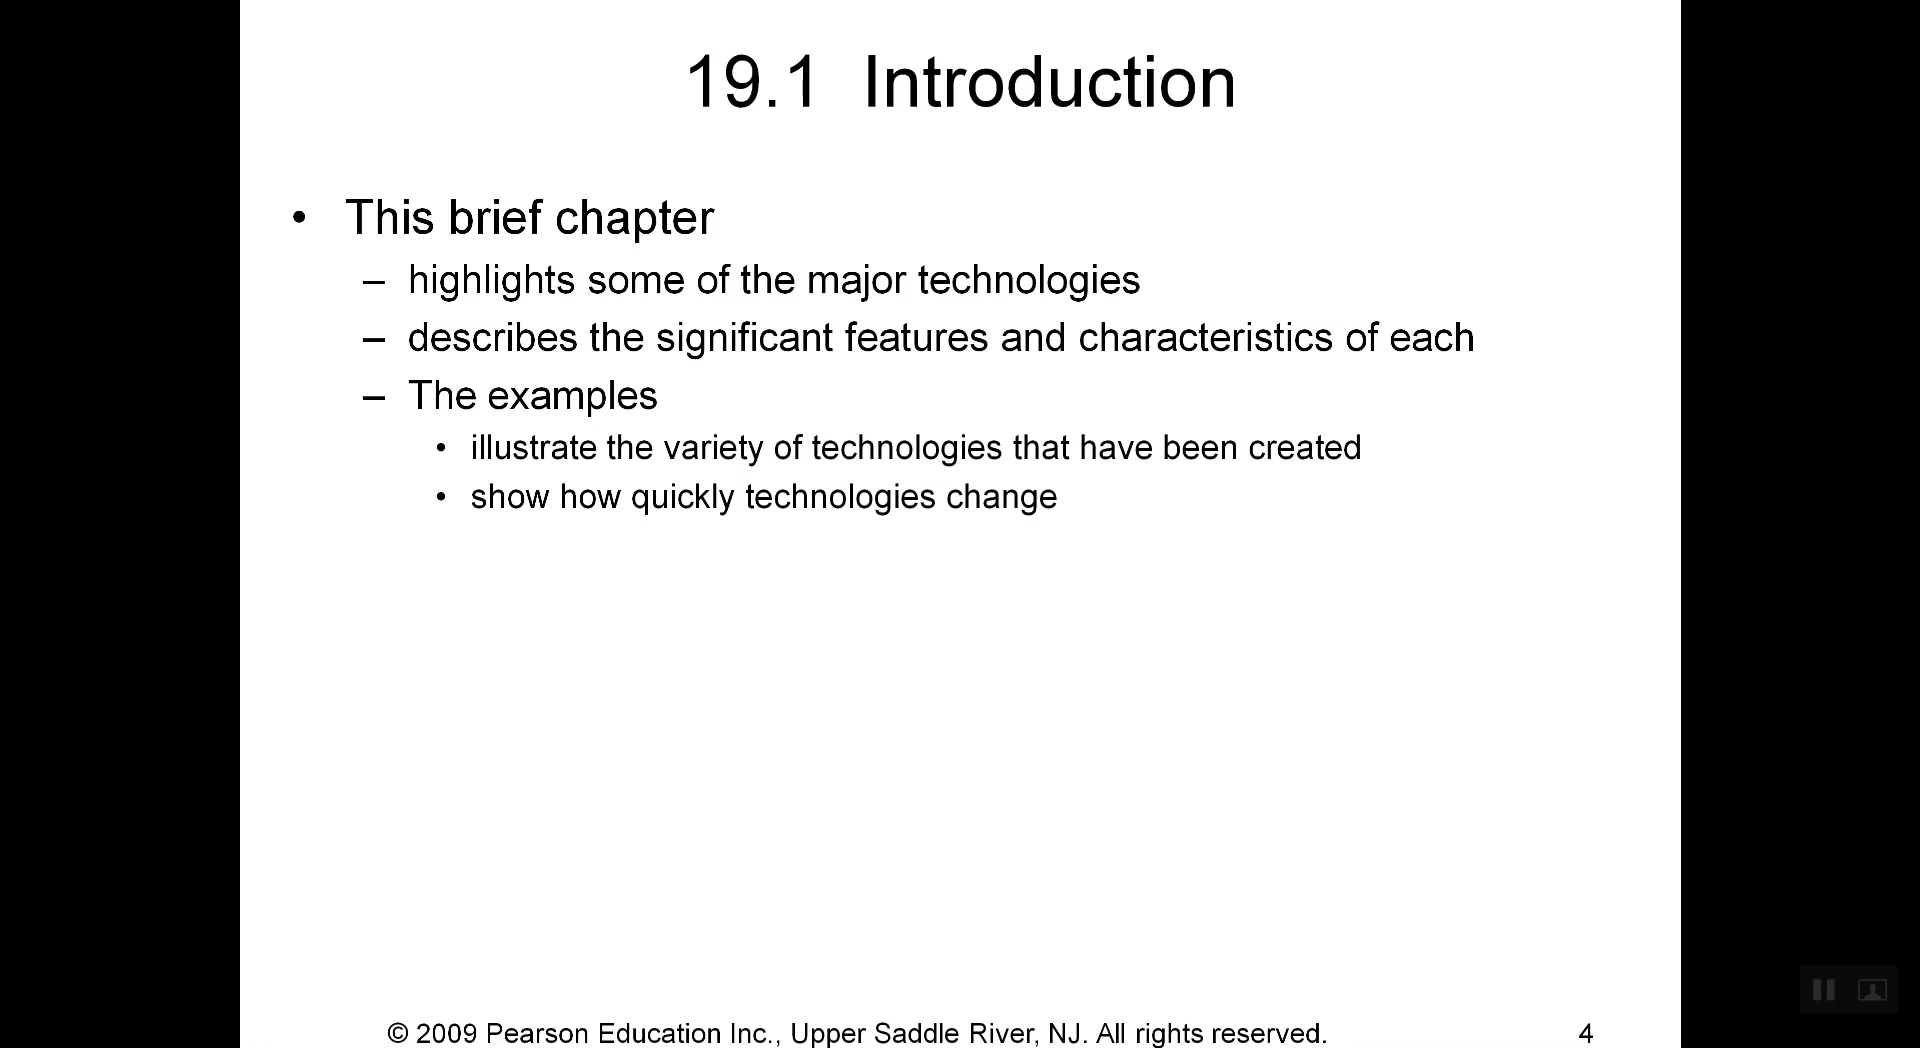 19.1 Introduction
• This brief chapter
– highlights some of the major technologies
– describes the significant features and characteristics of each
– The examples
• illustrate the variety of technologies that have been created
• show how quickly technologies change
© 2009 Pearson Education Inc., Upper Saddle River, NJ. All rights reserved. 4